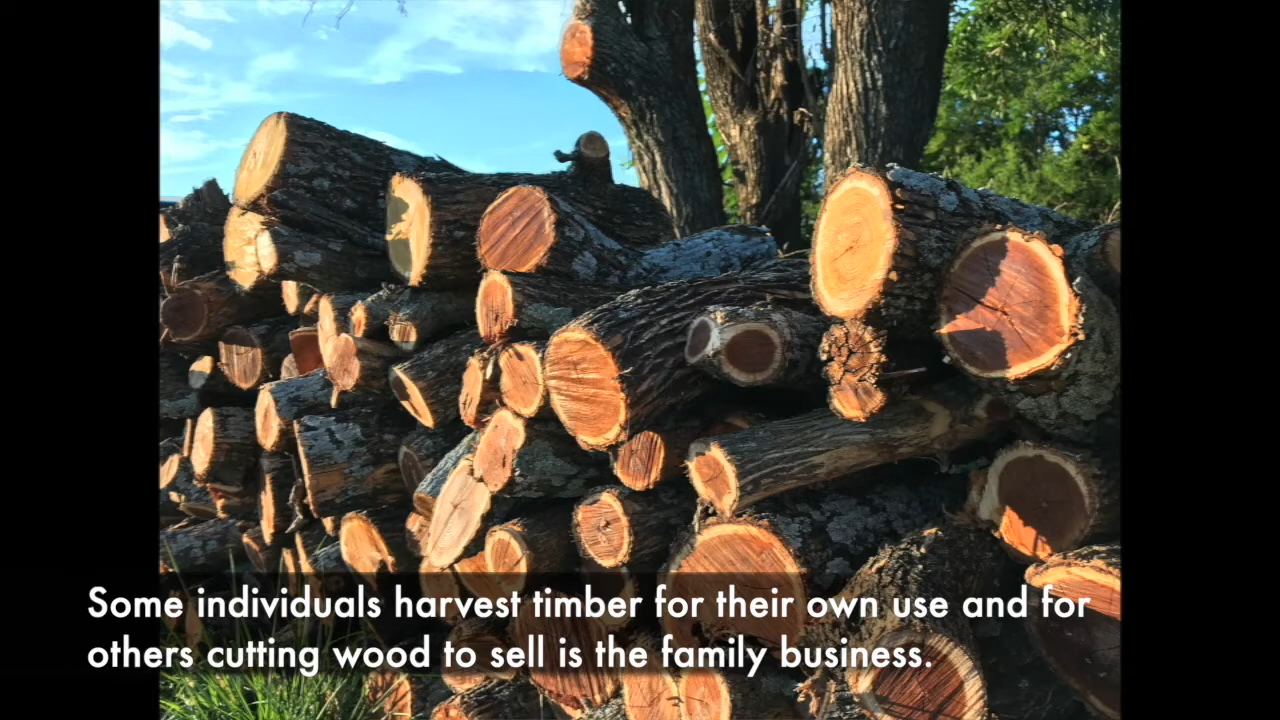 Some individuals harvest timber for their own use and for
others cutting wood to sell is the family business.